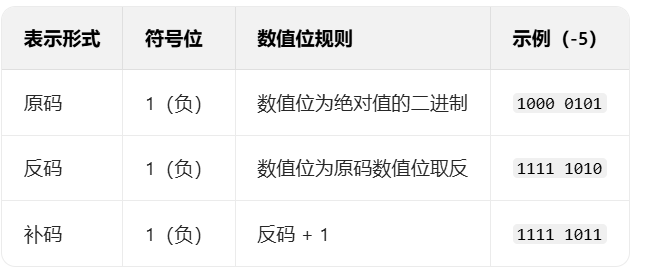 表示形式 符号位 数值位规则 示例（-5）
原码 1（负） 数值位为绝对值的二进制 1000 0101
反码 1（负） 数值位为原码数值位取反 1111 1010
补码 1（负） 反码 + 1 1111 1011